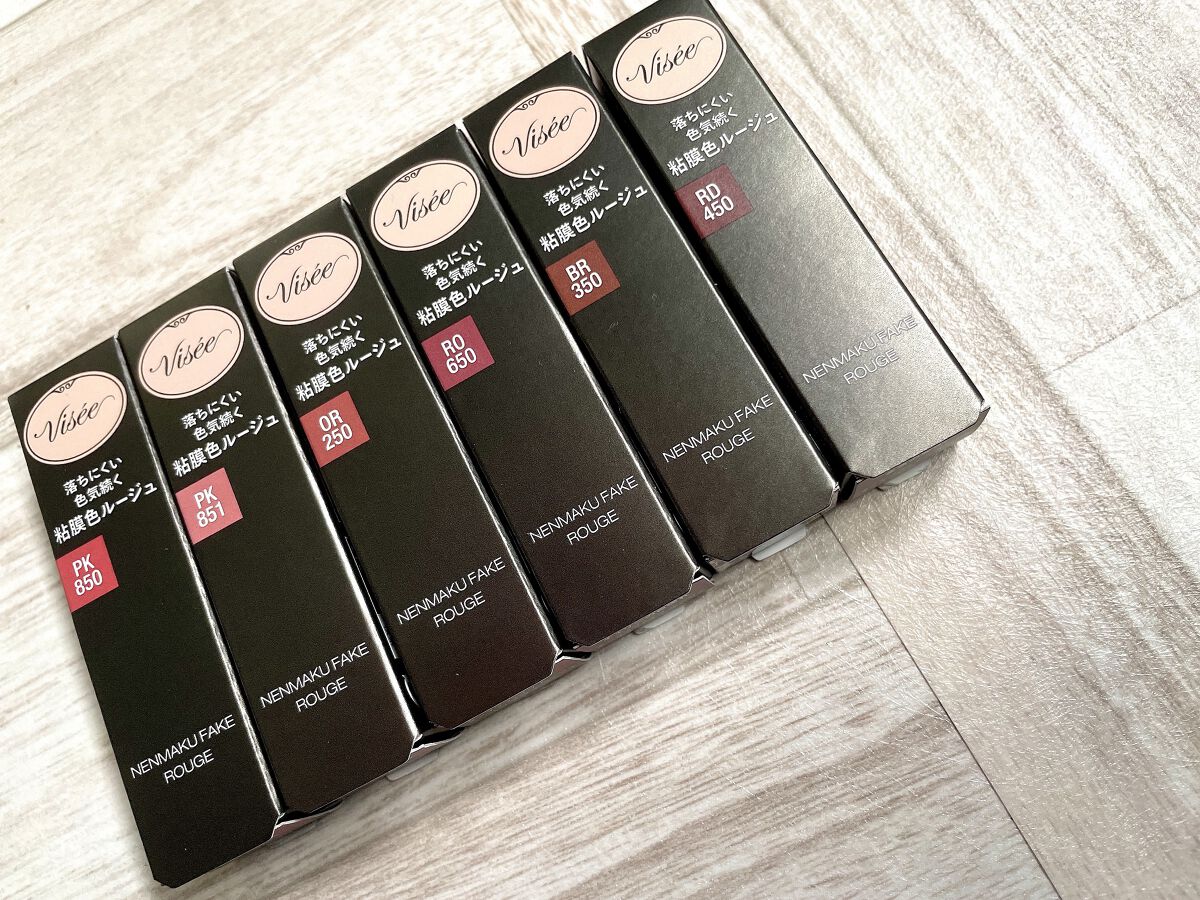 Visée
落ちにくい
色気続く
粘膜色ルージュ
PK
850
NENMAKU FAKE
ROUGE
Visée
落ちにくい
色気続く
粘膜色ルージュ
PK
851
NENMAKU FAKE
ROUGE
Visée
落ちにくい
色気続く
粘膜色ルージュ
OR
250
NENMAKU FAKE
ROUGE
Visée
落ちにくい
色気続く
粘膜色ルージュ
RO
650
NENMAKU FAKE
ROUGE
Visée
落ちにくい
色気続く
粘膜色ルージュ
BR
350
NENMAKU FAKE
ROUGE
Visée
落ちにくい
色気続く
粘膜色ルージュ
RD
450
NENMAKU FAKE
ROUGE